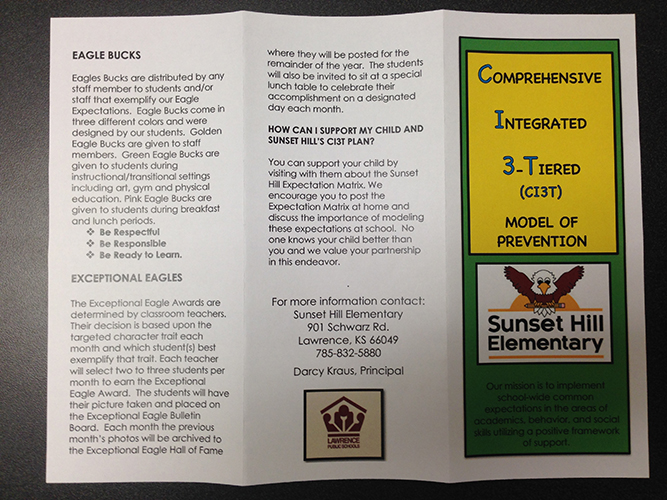 EAGLE BUCKS
Eagles Bucks are distributed by any
staff member to students and/or
staff that exemplify our Eagle
Expectations. Eagle Bucks come in
three different colors and were
designed by our students. Golden
Eagle Bucks are given to staff
members. Green Eagle Bucks are
given to students during
instructional/transitional settings
including art, gym and physical
education. Pink Eagle Bucks are
given to students during breakfast
and lunch periods.
❖ Be Respectful
❖ Be Responsible
❖ Be Ready to Learn.
EXCEPTIONAL EAGLES
The Exceptional Eagle Awards are
determined by classroom teachers.
Their decision is based upon the
targeted character trait each
month and which student(s) best
exemplify that trait. Each teacher
will select two to three students per
month to earn the Exceptional
Eagle Award. The students will have
their picture taken and placed on
the Exceptional Eagle Bulletin
Board. Each month the previous
month's photos will be archived to
the Exceptional Eagle Hall of Fame
where they will be posted for the
remainder of the year. The students
will also be invited to sit at a special
lunch table to celebrate their
accomplishment on a designated
day each month.
HOW CAN I SUPPORT MY CHILD AND
SUNSET HILL'S CI3T PLAN?
You can support your child by
visiting with them about the Sunset
Hill Expectation Matrix. We
encourage you to post the
Expectation Matrix at home and
discuss the importance of modeling
these expectations at school. No
one knows your child better than
you and we value your partnership
in this endeavor.
For more information contact:
Sunset Hill Elementary
901 Schwarz Rd.
Lawrence, KS 66049
785-832-5880
Darcy Kraus, Principal
LAWRENCE
PUBLIC SCHOOLS
COMPREHENSIVE
INTEGRATED
3-TIERED
(CI3T)
MODEL OF
PREVENTION
Sunset Hill
Elementary
Our mission is to implement
school-wide common
expectations in the areas of
academics, behavior, and social
skills utilizing a positive framework
of support.